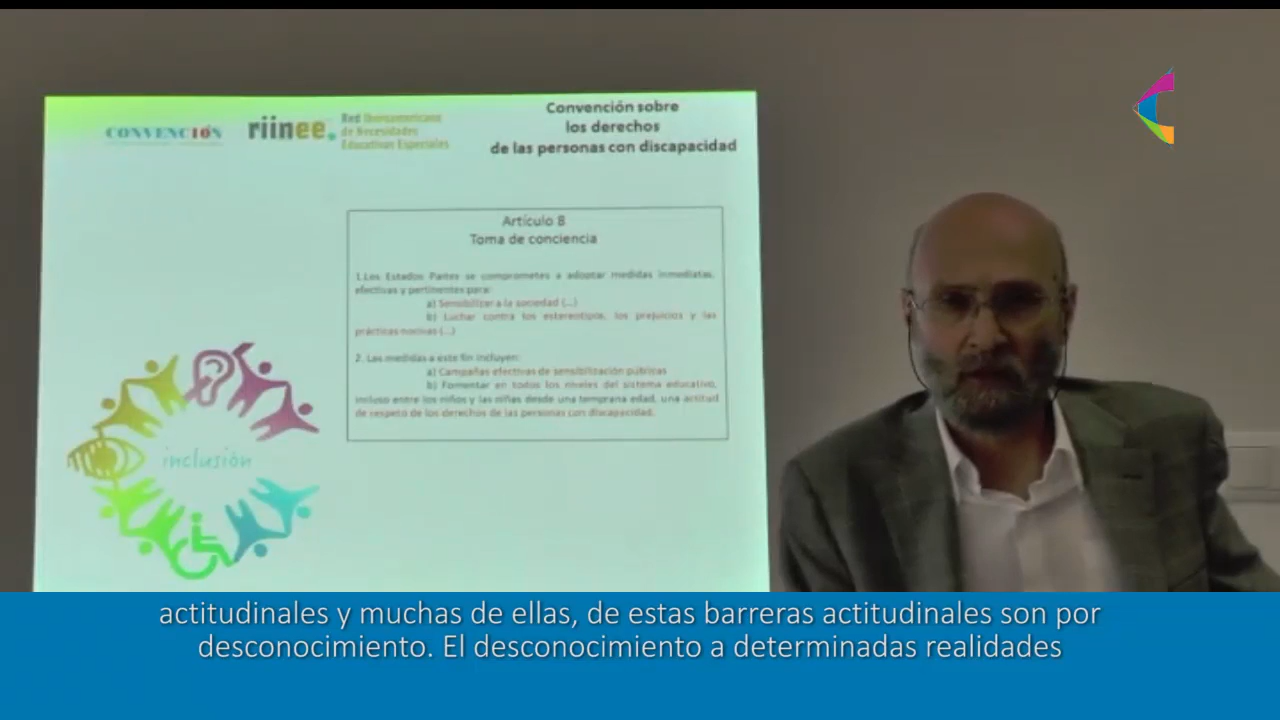 CONVENCIÓN
riinee.
Red Iberoamericana
de Necesidades
Educativas Especiales
Convención sobre
los derechos
de las personas con discapacidad
Artículo 8
Toma de conciencia
1.Los Estados Partes se comprometes a adoptar medidas inmediatas,
efectivas y pertinentes para:
a) Sensibilizar a la sociedad (...)
b) Luchar contra los estereotipis, los prejuicios y las
prácticas nocivas (...)
2. Las medidas a este fin incluyen:
a) Campañas efectivas de sensibilización públicas
b) Fomentar en todos los niveles del sistema educativo,
incluso entre los niños y las niñas desde una temprana edad, una actitud
de respeto de los derechos de las personas con discapacidad.
inclusión
actitudinales y muchas de ellas, de estas barreras actitudinales son por
desconocimiento. El desconocimiento a determinadas realidades